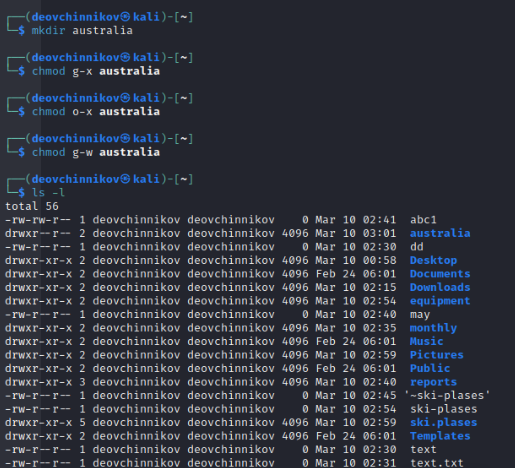 ┌──(deovchinnikov㉿kali)-[~]
└─$ mkdir australia
┌──(deovchinnikov㉿kali)-[~]
└─$ chmod g-x australia
┌──(deovchinnikov㉿kali)-[~]
└─$ chmod o-x australia
┌──(deovchinnikov㉿kali)-[~]
└─$ chmod g-w australia
┌──(deovchinnikov㉿kali)-[~]
└─$ ls -l
total 56
-rw-rw-r-- 1 deovchinnikov deovchinnikov    0 Mar 10 02:41  abc1
drwxr--r-- 2 deovchinnikov deovchinnikov 4096 Mar 10 03:01  australia
-rw-r--r-- 1 deovchinnikov deovchinnikov    0 Mar 10 02:30  dd
drwxr-xr-x 2 deovchinnikov deovchinnikov 4096 Mar 10 00:58  Desktop
drwxr-xr-x 2 deovchinnikov deovchinnikov 4096 Feb 24 06:01  Documents
drwxr-xr-x 2 deovchinnikov deovchinnikov 4096 Mar 10 02:15  Downloads
drwxr-xr-x 2 deovchinnikov deovchinnikov 4096 Mar 10 02:54  equipment
-rw-r--r-- 1 deovchinnikov deovchinnikov    0 Mar 10 02:40  may
drwxr-xr-x 2 deovchinnikov deovchinnikov 4096 Mar 10 02:35  monthly
drwxr-xr-x 2 deovchinnikov deovchinnikov 4096 Feb 24 06:01  Music
drwxr-xr-x 2 deovchinnikov deovchinnikov 4096 Mar 10 02:59  Pictures
drwxr-xr-x 2 deovchinnikov deovchinnikov 4096 Feb 24 06:01  Public
drwxr-xr-x 3 deovchinnikov deovchinnikov 4096 Mar 10 02:40  reports
-rw-r--r-- 1 deovchinnikov deovchinnikov    0 Mar 10 02:45 '~ski-plases'
-rw-r--r-- 1 deovchinnikov deovchinnikov    0 Mar 10 02:54  ski-plases
drwxr-xr-x 5 deovchinnikov deovchinnikov 4096 Mar 10 02:59  ski.plases
drwxr-xr-x 2 deovchinnikov deovchinnikov 4096 Feb 24 06:01  Templates
-rw-r--r-- 1 deovchinnikov deovchinnikov    0 Mar 10 02:30  text
-rw-r--r-- 1 deovchinnikov deovchinnikov    0 Mar 10 02:31  text.txt